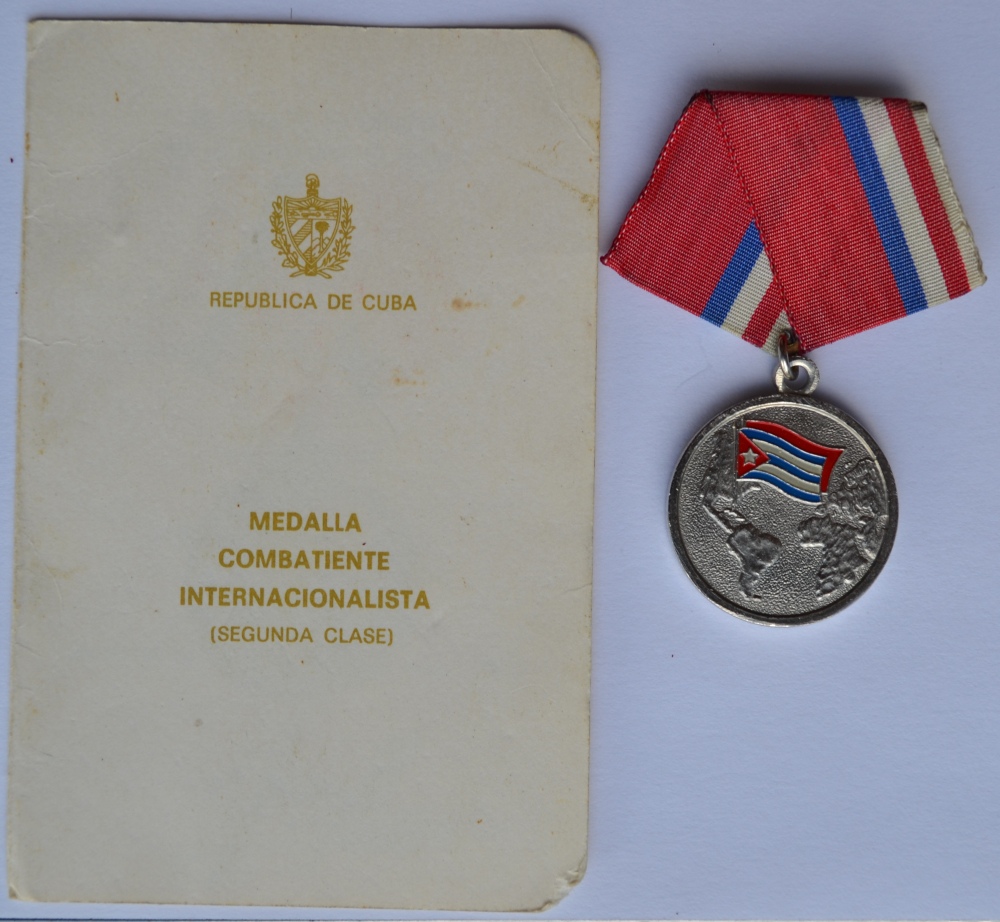 REPUBLICA DE CUBA
MEDALLA
COMBATIENTE
INTERNACIONALISTA
(SEGUNDA CLASE)